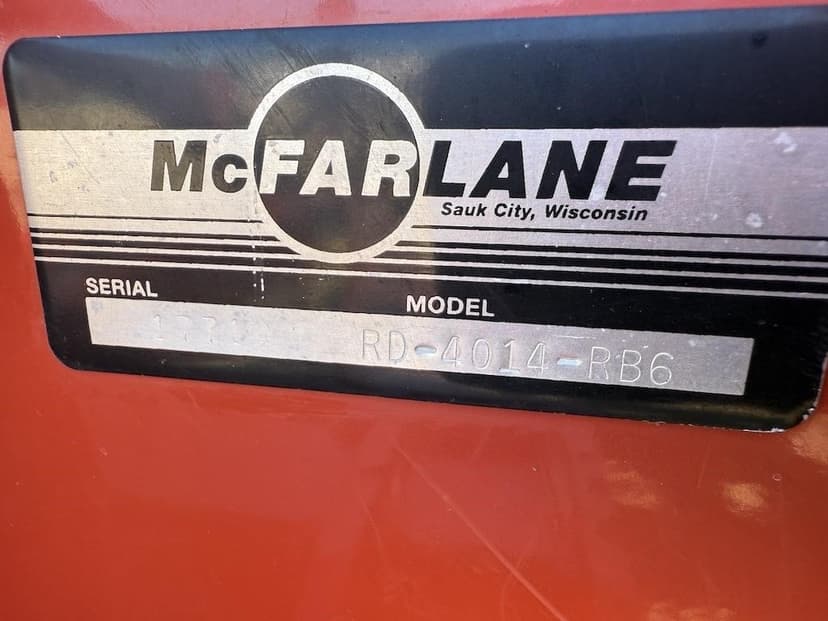 McFARLANE
Sauk City, Wisconsin
SERIAL
MODEL
RD-4014-RB6